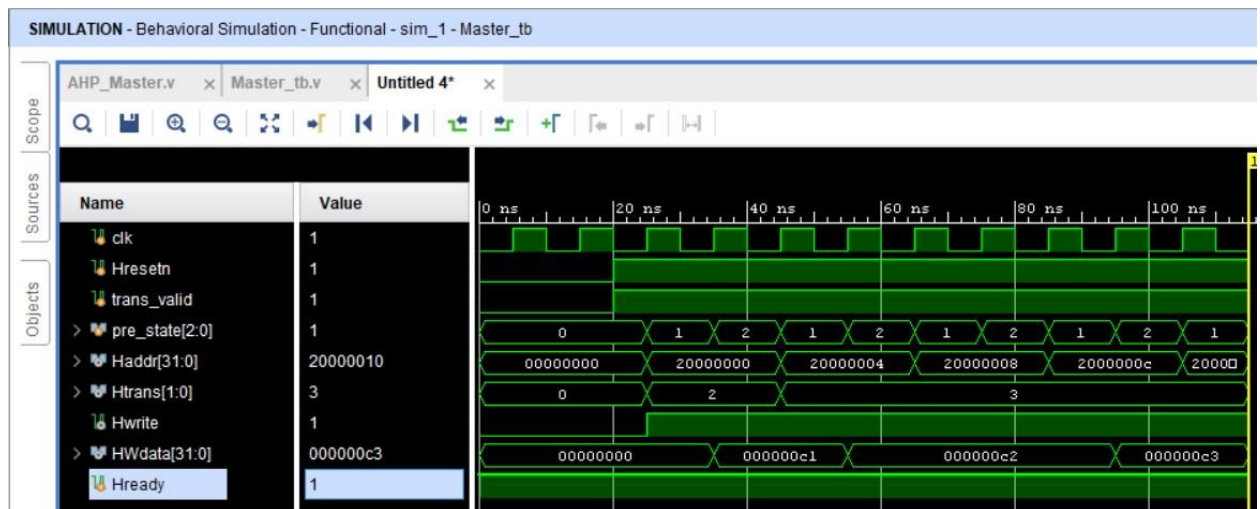 SIMULATION - Behavioral Simulation - Functional - sim_1 - Master_tb
Scope
Sources
Objects
AHP_Master.v × Master_tb.v × Untitled 4* ×
Name Value 0 ns 20 ns 40 ns 60 ns 80 ns 100 ns
1
clk 1
Hresetn 1
trans_valid 1
pre_state[2:0] 1 0 1 2 1 2 1 2 1 2 1
Haddr[31:0] 20000010 00000000 20000000 20000004 20000008 2000000c 2000
Htrans[1:0] 3 0 2 3
Hwrite 1
HWdata[31:0] 000000c3 00000000 000000c1 000000c2 000000c3
Hready 1